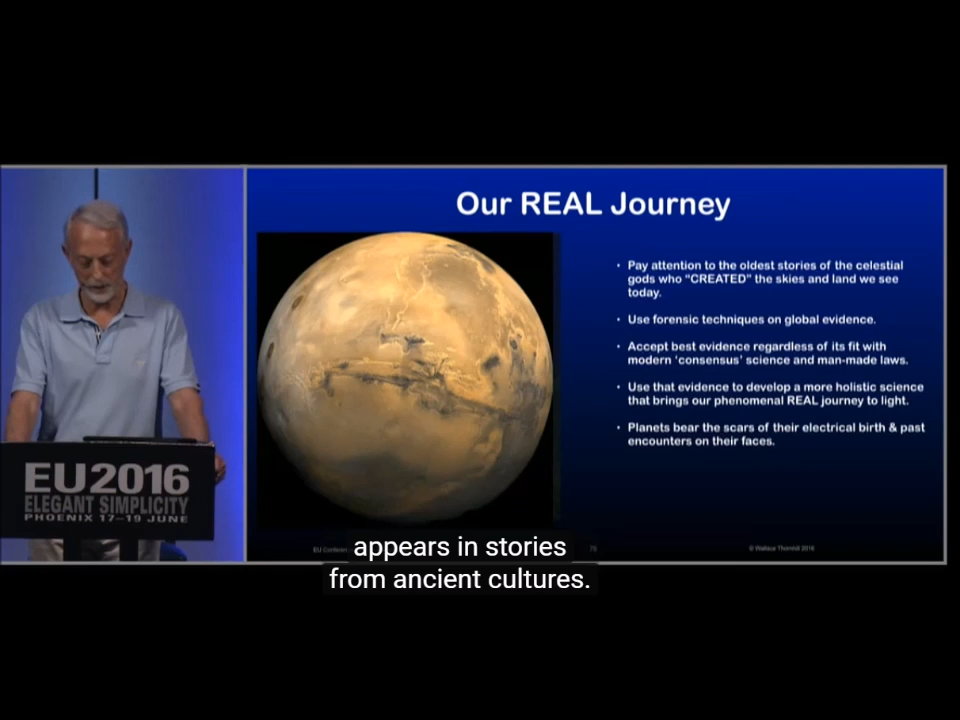 Our REAL Journey
• Pay attention to the oldest stories of the celestial
gods who “CREATED” the skies and land we see
today.
• Use forensic techniques on global evidence.
• Accept best evidence regardless of its fit with
modern ‘consensus’ science and man-made laws.
• Use that evidence to develop a more holistic science
that brings our phenomenal REAL journey to light.
• Planets bear the scars of their electrical birth & past
encounters on their faces.
EU2016
ELEGANT SIMPLICITY
PHOENIX 17–19 JUNE
© Wallace Thornhill 2016
appears in stories
from ancient cultures.